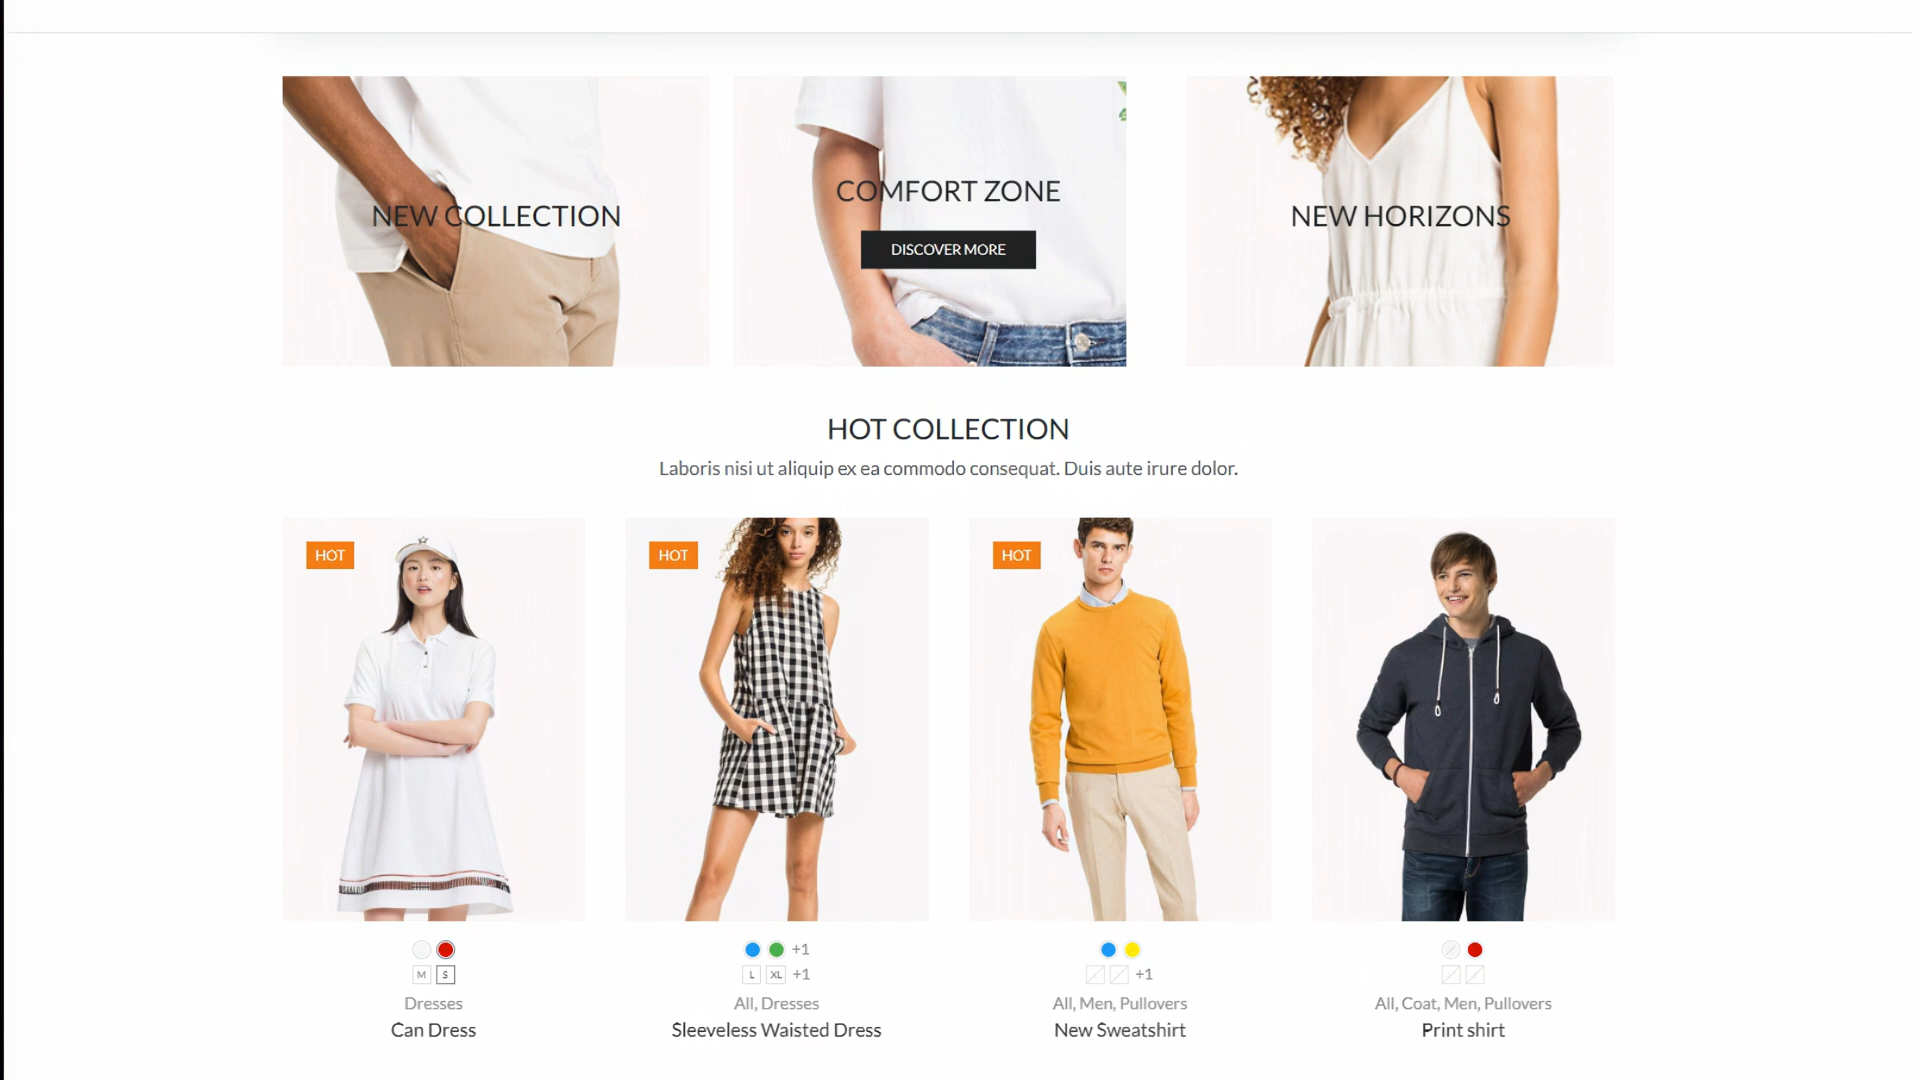 NEW COLLECTION
COMFORT ZONE
DISCOVER MORE
NEW HORIZONS
HOT COLLECTION
Laboris nisi ut aliquip ex ea commodo consequat. Duis aute irure dolor.
HOT
HOT
HOT
M S
Dresses
Can Dress
+1
L XL +1
All, Dresses
Sleeveless Waisted Dress
+1
All, Men, Pullovers
New Sweatshirt
All, Coat, Men, Pullovers
Print shirt